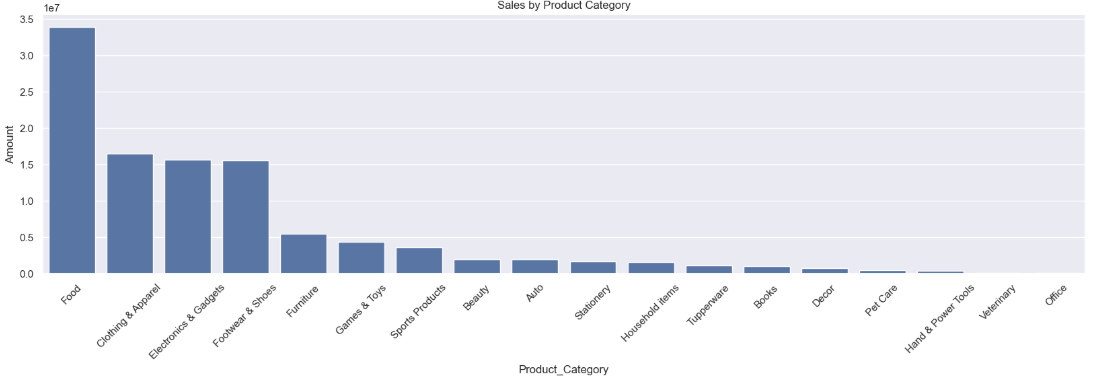 Sales by Product Category
1e7
3.5
3.0
2.5
2.0
1.5
1.0
0.5
0.0
Amount
Food
Clothing & Apparel
Electronics & Gadgets
Footwear & Shoes
Furniture
Games & Toys
Sports Products
Beauty
Auto
Stationery
Household items
Tupperware
Books
Decor
Pet Care
Hand & Power Tools
Veterinary
Office
Product_Category